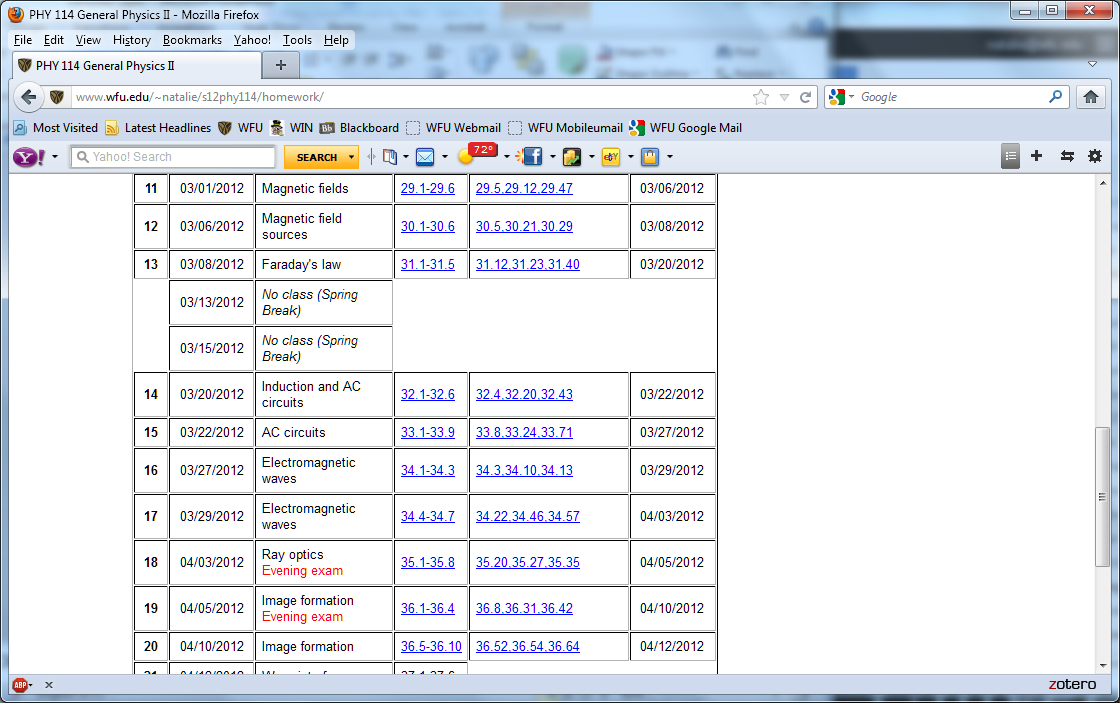 PHY 114 General Physics II - Mozilla Firefox
File Edit View History Bookmarks Yahoo! Tools Help
PHY 114 General Physics II
www.wfu.edu/~natalie/s12phy114/homework/
Google
Most Visited Latest Headlines WFU WIN Bb Blackboard WFU Webmail WFU Mobileumail WFU Google Mail
Y! Yahoo! Search SEARCH 72° ebY
11 03/01/2012 Magnetic fields 29.1-29.6 29.5,29.12,29.47 03/06/2012
12 03/06/2012 Magnetic field sources 30.1-30.6 30.5,30.21,30.29 03/08/2012
13 03/08/2012 Faraday's law 31.1-31.5 31.12,31.23,31.40 03/20/2012
03/13/2012 No class (Spring Break)
03/15/2012 No class (Spring Break)
14 03/20/2012 Induction and AC circuits 32.1-32.6 32.4,32.20,32.43 03/22/2012
15 03/22/2012 AC circuits 33.1-33.9 33.8,33.24,33.71 03/27/2012
16 03/27/2012 Electromagnetic waves 34.1-34.3 34.3,34.10,34.13 03/29/2012
17 03/29/2012 Electromagnetic waves 34.4-34.7 34.22,34.46,34.57 04/03/2012
18 04/03/2012 Ray optics Evening exam 35.1-35.8 35.20,35.27,35.35 04/05/2012
19 04/05/2012 Image formation Evening exam 36.1-36.4 36.8,36.31,36.42 04/10/2012
20 04/10/2012 Image formation 36.5-36.10 36.52,36.54,36.64 04/12/2012
ABP zotero